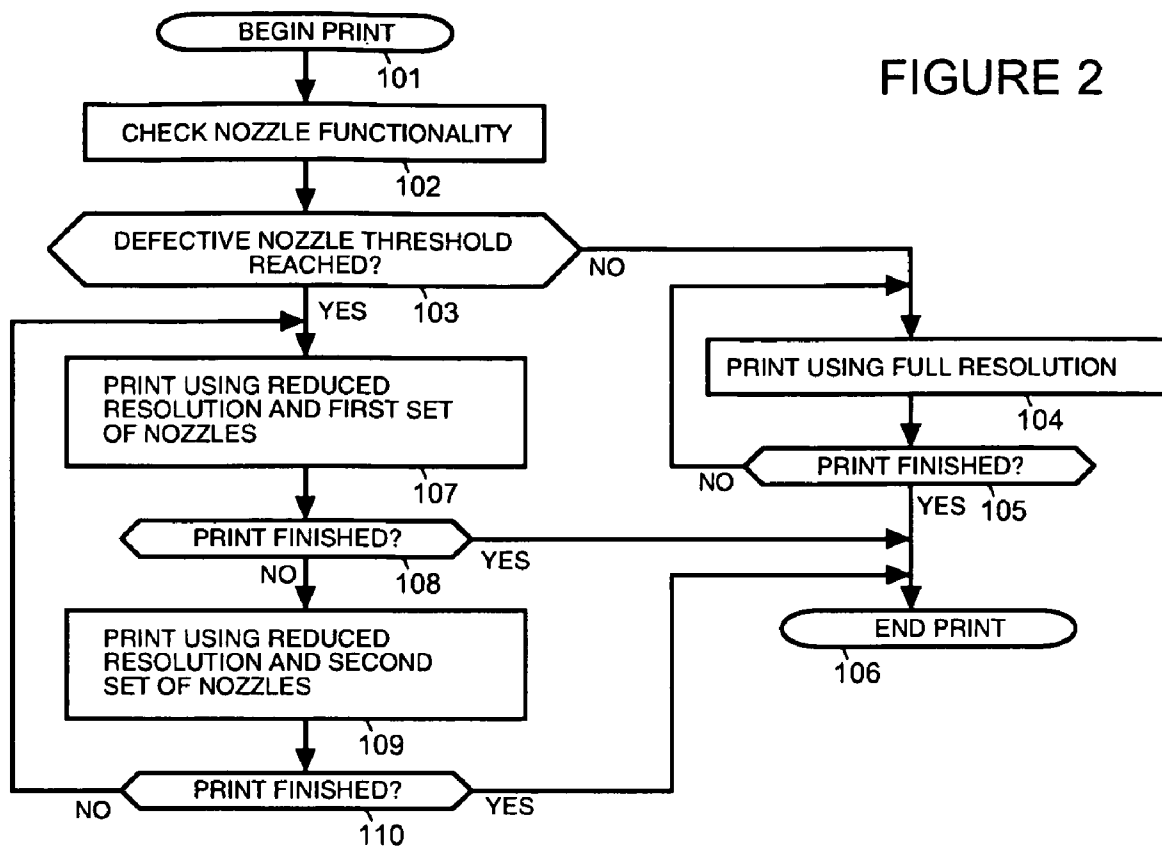 FIGURE 2
BEGIN PRINT
101
CHECK NOZZLE FUNCTIONALITY
102
DEFECTIVE NOZZLE THRESHOLD
REACHED?
103
NO
YES
PRINT USING FULL RESOLUTION
104
PRINT FINISHED?
105
NO
YES
PRINT USING REDUCED
RESOLUTION AND FIRST SET
OF NOZZLES
107
PRINT FINISHED?
108
YES
NO
PRINT USING REDUCED
RESOLUTION AND SECOND
SET OF NOZZLES
109
PRINT FINISHED?
110
NO
YES
END PRINT
106